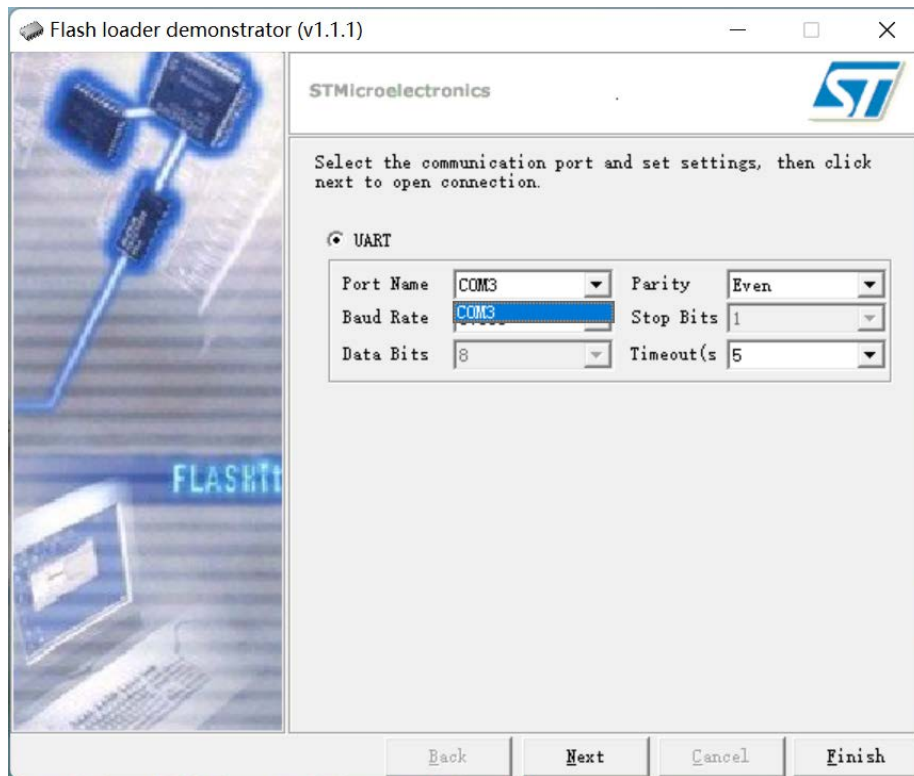 Flash loader demonstrator (v1.1.1)
STMicroelectronics
ST
Select the communication port and set settings, then click
next to open connection.
UART
Port Name COM3 Parity Even
COM3
Baud Rate Stop Bits 1
Data Bits 8 Timeout(s 5
Back Next Cancel Finish